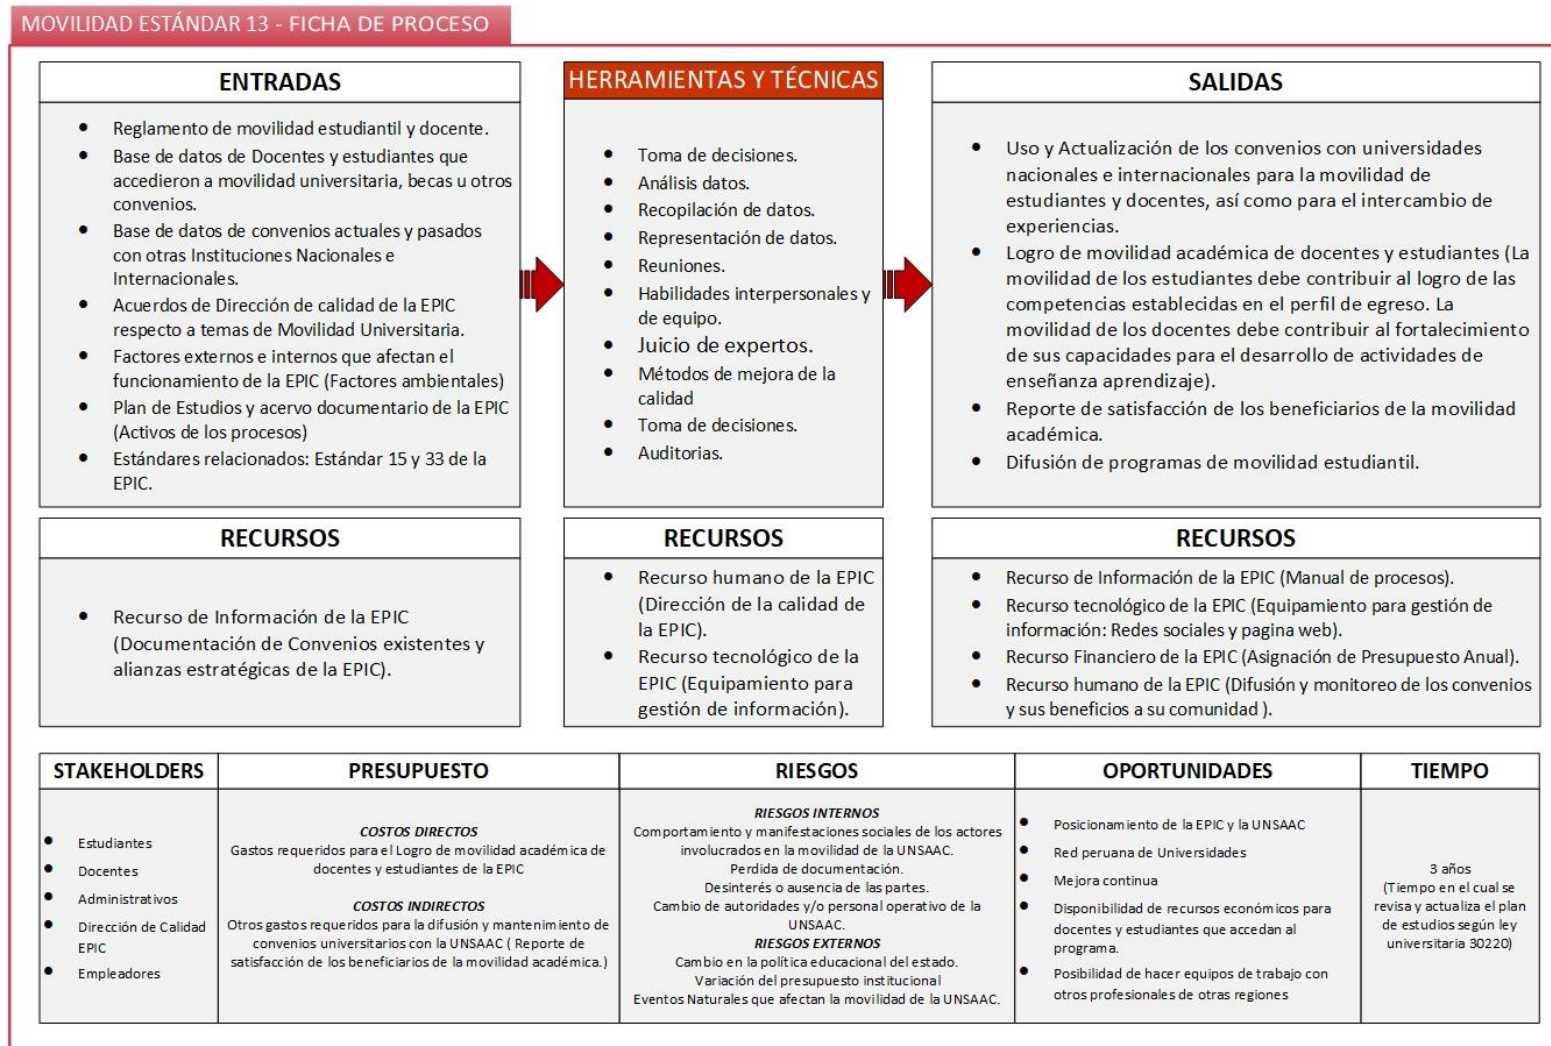 MOVILIDAD ESTÁNDAR 13 - FICHA DE PROCESO
ENTRADAS
• Reglamento de movilidad estudiantil y docente.
• Base de datos de Docentes y estudiantes que
accedieron a movilidad universitaria, becas u otros
convenios.
• Base de datos de convenios actuales y pasados
con otras Instituciones Nacionales e
Internacionales.
• Acuerdos de Dirección de calidad de la EPIC
respecto a temas de Movilidad Universitaria.
• Factores externos e internos que afectan el
funcionamiento de la EPIC (Factores ambientales)
• Plan de Estudios y acervo documentario de la EPIC
(Activos de los procesos)
• Estándares relacionados: Estándar 15 y 33 de la
EPIC.
HERRAMIENTAS Y TÉCNICAS
• Toma de decisiones.
• Análisis datos.
• Recopilación de datos.
• Representación de datos.
• Reuniones.
• Habilidades interpersonales y
de equipo.
• Juicio de expertos.
• Métodos de mejora de la
calidad
• Toma de decisiones.
• Auditorias.
SALIDAS
• Uso y Actualización de los convenios con universidades
nacionales e internacionales para la movilidad de
estudiantes y docentes, así como para el intercambio de
experiencias.
• Logro de movilidad académica de docentes y estudiantes (La
movilidad de los estudiantes debe contribuir al logro de las
competencias establecidas en el perfil de egreso. La
movilidad de los docentes debe contribuir al fortalecimiento
de sus capacidades para el desarrollo de actividades de
enseñanza aprendizaje).
• Reporte de satisfacción de los beneficiarios de la movilidad
académica.
• Difusión de programas de movilidad estudiantil.
RECURSOS
• Recurso de Información de la EPIC
(Documentación de Convenios existentes y
alianzas estratégicas de la EPIC).
RECURSOS
• Recurso humano de la EPIC
(Dirección de la calidad de
la EPIC).
• Recurso tecnológico de la
EPIC (Equipamiento para
gestión de información).
RECURSOS
• Recurso de Información de la EPIC (Manual de procesos).
• Recurso tecnológico de la EPIC (Equipamiento para gestión de
información: Redes sociales y pagina web).
• Recurso Financiero de la EPIC (Asignación de Presupuesto Anual).
• Recurso humano de la EPIC (Difusión y monitoreo de los convenios
y sus beneficios a su comunidad ).
STAKEHOLDERS
• Estudiantes
• Docentes
• Administrativos
• Dirección de Calidad
EPIC
• Empleadores
PRESUPUESTO
COSTOS DIRECTOS
Gastos requeridos para el Logro de movilidad académica de
docentes y estudiantes de la EPIC
COSTOS INDIRECTOS
Otros gastos requeridos para la difusión y mantenimiento de
convenios universitarios con la UNSAAC ( Reporte de
satisfacción de los beneficiarios de la movilidad académica.)
RIESGOS
RIESGOS INTERNOS
Comportamiento y manifestaciones sociales de los actores
involucrados en la movilidad de la UNSAAC.
Perdida de documentación.
Desinterés o ausencia de las partes.
Cambio de autoridades y/o personal operativo de la
UNSAAC.
RIESGOS EXTERNOS
Cambio en la política educacional del estado.
Variación del presupuesto institucional
Eventos Naturales que afectan la movilidad de la UNSAAC.
OPORTUNIDADES
• Posicionamiento de la EPIC y la UNSAAC
• Red peruana de Universidades
• Mejora continua
• Disponibilidad de recursos económicos para
docentes y estudiantes que accedan al
programa.
• Posibilidad de hacer equipos de trabajo con
otros profesionales de otras regiones
TIEMPO
3 años
(Tiempo en el cual se
revisa y actualiza el plan
de estudios según ley
universitaria 30220)